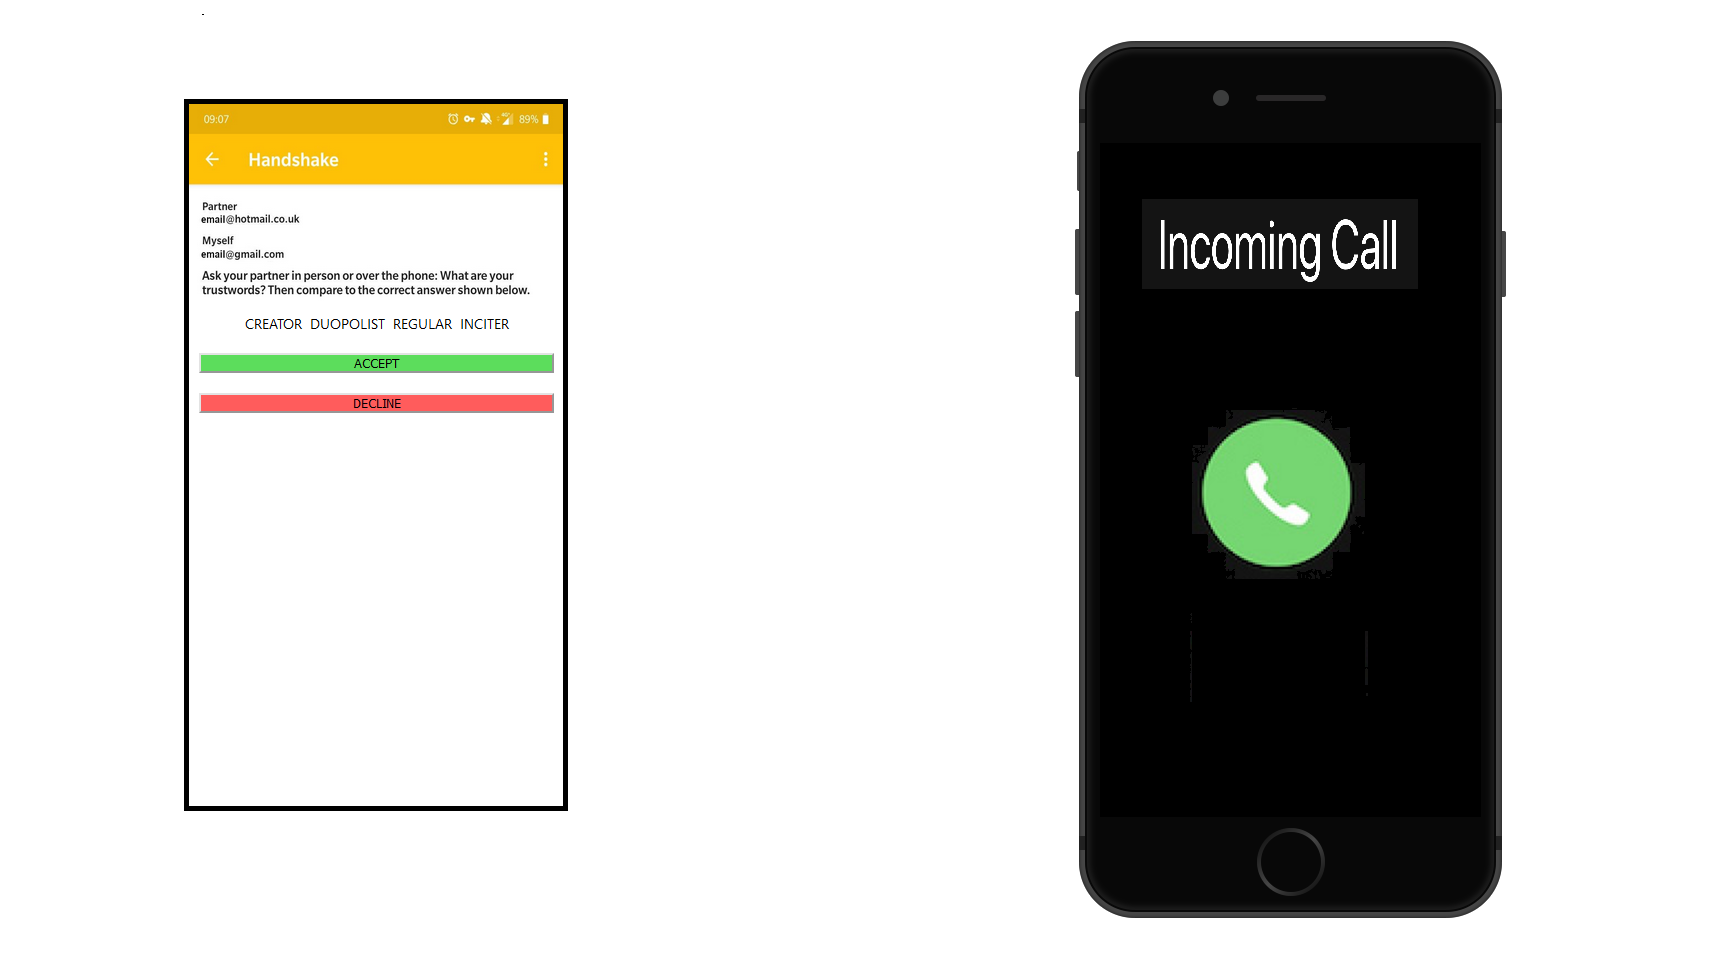 09:07 89%
Handshake
Partner
email@hotmail.co.uk
Myself
email@gmail.com
Ask your partner in person or over the phone: What are your
trustwords? Then compare to the correct answer shown below.
CREATOR DUOPOLIST REGULAR INCITER
ACCEPT
DECLINE
Incoming Call